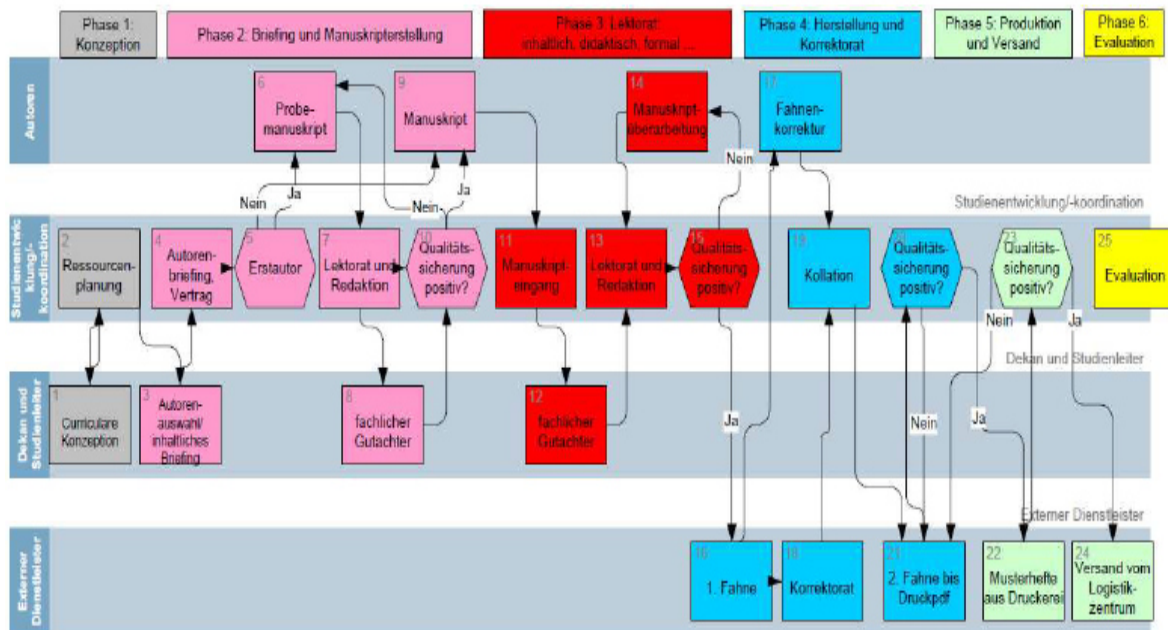 Phase 1:
Konzeption
Phase 2: Briefing und Manuskripterstellung
Phase 3: Lektorat:
inhaltlich, didaktisch, formal ...
Phase 4: Herstellung und
Korrektorat
Phase 5: Produktion
und Versand
Phase 6:
Evaluation
Autoren
6
Probe-
manuskript
9
Manuskript
14
Manuskript-
überarbeitung
17
Fahnen-
korrektur
Nein
Ja
Nein
Ja
Nein
Studienentwicklung/-koordination
Studienentwic
klung/-
koordination
2
Ressourcen-
planung
4
Autoren-
briefing,
Vertrag
5
Erstautor
7
Lektorat und
Redaktion
10
Qualitäts-
sicherung
positiv?
11
Manuskript-
eingang
13
Lektorat und
Redaktion
15
Qualitäts-
sicherung
positiv?
19
Kollation
Qualitäts-
sicherung
positiv?
23
Qualitäts-
sicherung
positiv?
25
Evaluation
Nein
Ja
Dekan und Studienleiter
Dekan und
Studienleiter
1
Curriculare
Konzeption
3
Autoren-
auswahl/
inhaltliches
Briefing
8
fachlicher
Gutachter
12
fachlicher
Gutachter
Ja
Nein
Ja
Externer Dienstleister
Externer
Dienstleister
16
1. Fahne
18
Korrektorat
21
2. Fahne bis
Druckpdf
22
Musterhefte
aus Druckerei
24
Versand vom
Logistik-
zentrum